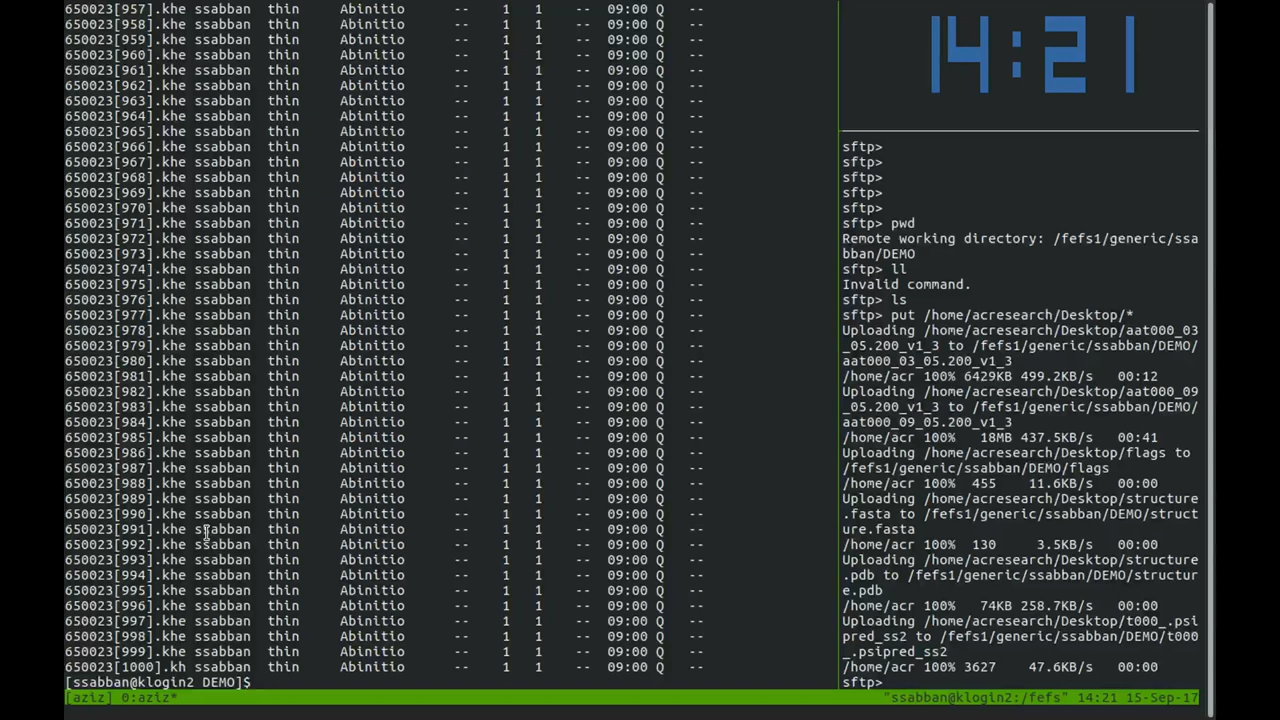 650023[957].khe ssabban  thin     Abinitio      --    1   1    --  09:00 Q   --
650023[958].khe ssabban  thin     Abinitio      --    1   1    --  09:00 Q   --
650023[959].khe ssabban  thin     Abinitio      --    1   1    --  09:00 Q   --
650023[960].khe ssabban  thin     Abinitio      --    1   1    --  09:00 Q   --
650023[961].khe ssabban  thin     Abinitio      --    1   1    --  09:00 Q   --
650023[962].khe ssabban  thin     Abinitio      --    1   1    --  09:00 Q   --
650023[963].khe ssabban  thin     Abinitio      --    1   1    --  09:00 Q   --
650023[964].khe ssabban  thin     Abinitio      --    1   1    --  09:00 Q   --
650023[965].khe ssabban  thin     Abinitio      --    1   1    --  09:00 Q   --
650023[966].khe ssabban  thin     Abinitio      --    1   1    --  09:00 Q   --
650023[967].khe ssabban  thin     Abinitio      --    1   1    --  09:00 Q   --
650023[968].khe ssabban  thin     Abinitio      --    1   1    --  09:00 Q   --
650023[969].khe ssabban  thin     Abinitio      --    1   1    --  09:00 Q   --
650023[970].khe ssabban  thin     Abinitio      --    1   1    --  09:00 Q   --
650023[971].khe ssabban  thin     Abinitio      --    1   1    --  09:00 Q   --
650023[972].khe ssabban  thin     Abinitio      --    1   1    --  09:00 Q   --
650023[973].khe ssabban  thin     Abinitio      --    1   1    --  09:00 Q   --
650023[974].khe ssabban  thin     Abinitio      --    1   1    --  09:00 Q   --
650023[975].khe ssabban  thin     Abinitio      --    1   1    --  09:00 Q   --
650023[976].khe ssabban  thin     Abinitio      --    1   1    --  09:00 Q   --
650023[977].khe ssabban  thin     Abinitio      --    1   1    --  09:00 Q   --
650023[978].khe ssabban  thin     Abinitio      --    1   1    --  09:00 Q   --
650023[979].khe ssabban  thin     Abinitio      --    1   1    --  09:00 Q   --
650023[980].khe ssabban  thin     Abinitio      --    1   1    --  09:00 Q   --
650023[981].khe ssabban  thin     Abinitio      --    1   1    --  09:00 Q   --
650023[982].khe ssabban  thin     Abinitio      --    1   1    --  09:00 Q   --
650023[983].khe ssabban  thin     Abinitio      --    1   1    --  09:00 Q   --
650023[984].khe ssabban  thin     Abinitio      --    1   1    --  09:00 Q   --
650023[985].khe ssabban  thin     Abinitio      --    1   1    --  09:00 Q   --
650023[986].khe ssabban  thin     Abinitio      --    1   1    --  09:00 Q   --
650023[987].khe ssabban  thin     Abinitio      --    1   1    --  09:00 Q   --
650023[988].khe ssabban  thin     Abinitio      --    1   1    --  09:00 Q   --
650023[989].khe ssabban  thin     Abinitio      --    1   1    --  09:00 Q   --
650023[990].khe ssabban  thin     Abinitio      --    1   1    --  09:00 Q   --
650023[991].khe ssabban  thin     Abinitio      --    1   1    --  09:00 Q   --
650023[992].khe ssabban  thin     Abinitio      --    1   1    --  09:00 Q   --
650023[993].khe ssabban  thin     Abinitio      --    1   1    --  09:00 Q   --
650023[994].khe ssabban  thin     Abinitio      --    1   1    --  09:00 Q   --
650023[995].khe ssabban  thin     Abinitio      --    1   1    --  09:00 Q   --
650023[996].khe ssabban  thin     Abinitio      --    1   1    --  09:00 Q   --
650023[997].khe ssabban  thin     Abinitio      --    1   1    --  09:00 Q   --
650023[998].khe ssabban  thin     Abinitio      --    1   1    --  09:00 Q   --
650023[999].khe ssabban  thin     Abinitio      --    1   1    --  09:00 Q   --
650023[1000].kh ssabban  thin     Abinitio      --    1   1    --  09:00 Q   --
[ssabban@klogin2 DEMO]$
14:21
sftp>
sftp>
sftp>
sftp>
sftp>
sftp> pwd
Remote working directory: /fefs1/generic/ssa
bban/DEMO
sftp> ll
Invalid command.
sftp> ls
sftp> put /home/acresearch/Desktop/*
Uploading /home/acresearch/Desktop/aat000_03
_05.200_v1_3 to /fefs1/generic/ssabban/DEMO/
aat000_03_05.200_v1_3
/home/acr 100% 6429KB 499.2KB/s   00:12
Uploading /home/acresearch/Desktop/aat000_09
_05.200_v1_3 to /fefs1/generic/ssabban/DEMO/
aat000_09_05.200_v1_3
/home/acr 100%   18MB 437.5KB/s   00:41
Uploading /home/acresearch/Desktop/flags to
/fefs1/generic/ssabban/DEMO/flags
/home/acr 100%  455    11.6KB/s   00:00
Uploading /home/acresearch/Desktop/structure
.fasta to /fefs1/generic/ssabban/DEMO/struct
ure.fasta
/home/acr 100%  130     3.5KB/s   00:00
Uploading /home/acresearch/Desktop/structure
.pdb to /fefs1/generic/ssabban/DEMO/structur
e.pdb
/home/acr 100%   74KB 258.7KB/s   00:00
Uploading /home/acresearch/Desktop/t000_.psi
pred_ss2 to /fefs1/generic/ssabban/DEMO/t000
_.psipred_ss2
/home/acr 100% 3627    47.6KB/s   00:00
sftp>
[aziz] 0:aziz* "ssabban@klogin2:/fefs" 14:21 15-Sep-17